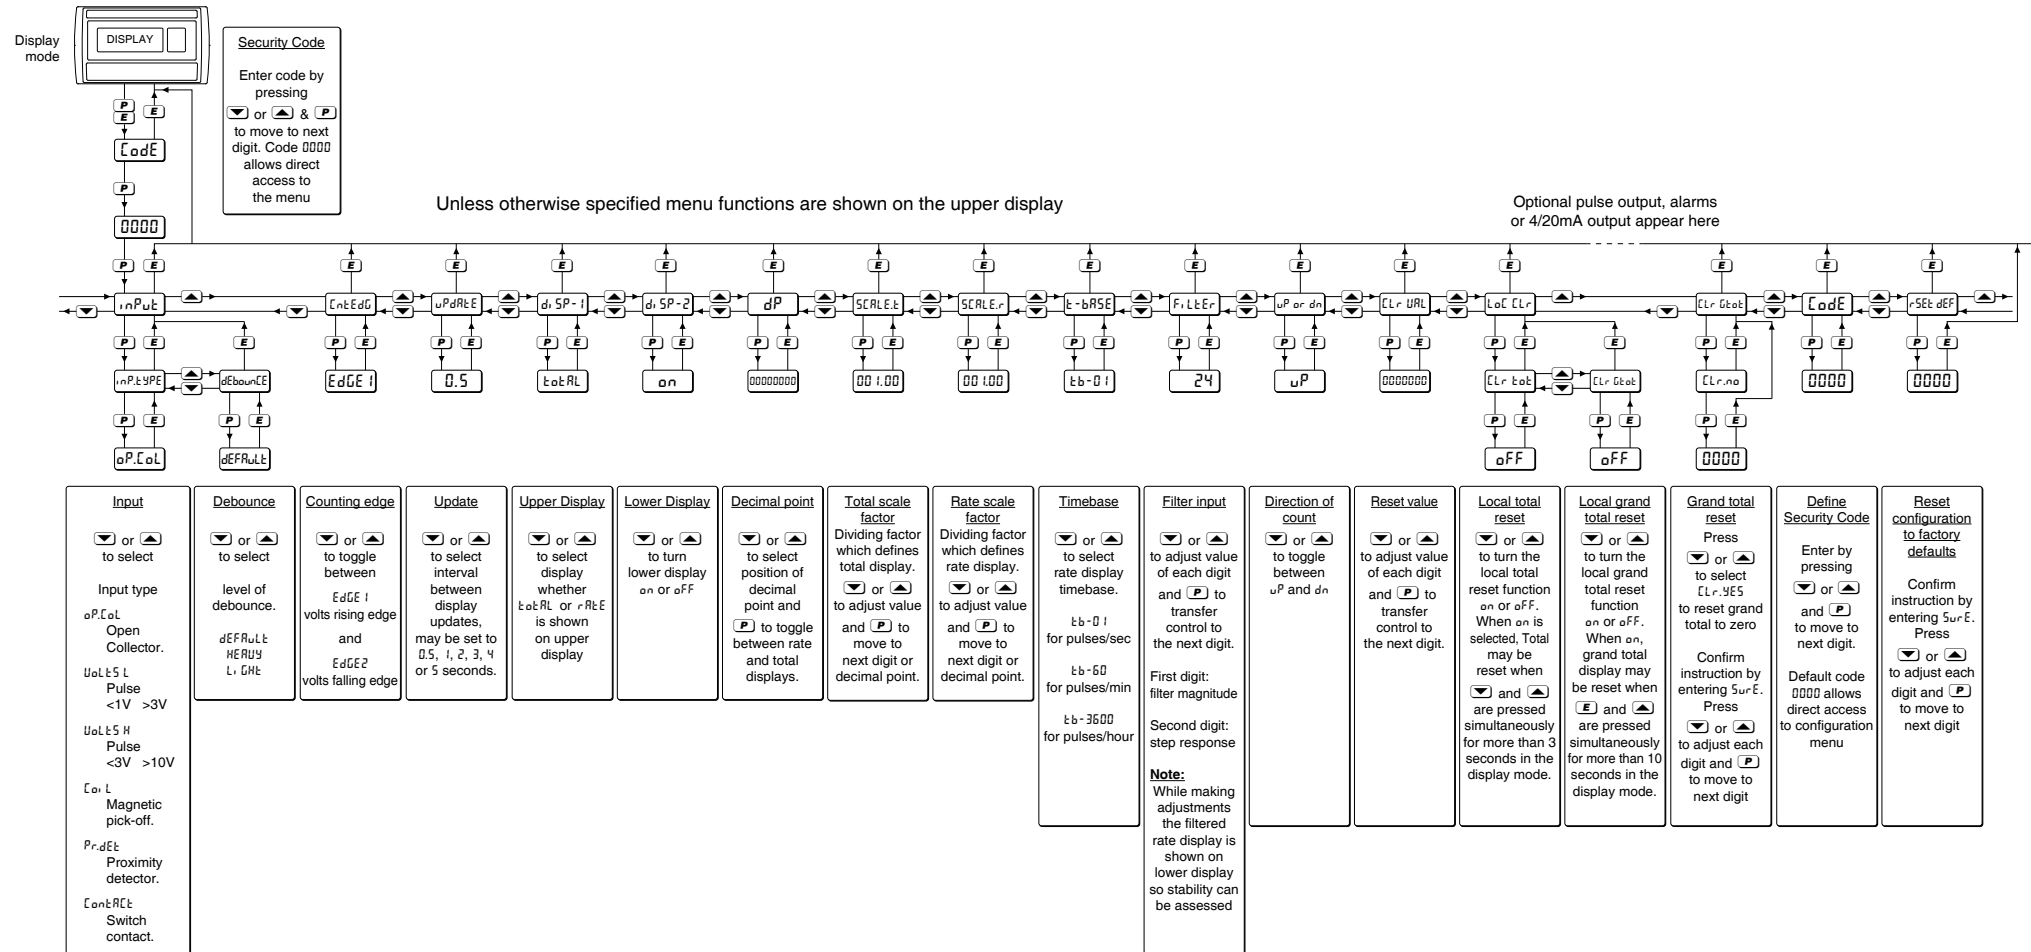 Display
mode
DISPLAY
Security Code
Enter code by
pressing
or & P
to move to next
digit. Code 0000
allows direct
access to
the menu
P
E
E
CodE
P
0000
Unless otherwise specified menu functions are shown on the upper display
Optional pulse output, alarms
or 4/20mA output appear here
P E E E E E E E E E E E E E E E E
inPut CntEdG uPdAtE diSP-1 diSP-2 dP SCALE.t SCALE.r t-bASE FiLtEr uP or dn CLr VAL LoC CLr CLr Gtot CodE rSEt dEF
P E E P E P E P E P E P E P E P E P E P E P E P E P E E P E P E P E
inP.tYPE dEbounCE EdGE 1 0.5 totAL on 00000000 001.00 001.00 tb-01 24 uP 0000000 CLr tot CLr Gtot CLr.no 0000 0000
P E P E P E P E P E
oP.CoL dEFAuLt oFF oFF 0000
Input
or
to select
Input type
oP.CoL
Open
Collector.
VoLtS L
Pulse
<1V >3V
VoLtS H
Pulse
<3V >10V
CoiL
Magnetic
pick-off.
Pr.dEt
Proximity
detector.
ContACt
Switch
contact.
Debounce
or
to select
level of
debounce.
dEFAuLt
HEAVY
LiGHt
Counting edge
or
to toggle
between
EdGE 1
volts rising edge
and
EdGE2
volts falling edge
Update
or
to select
interval
between
display
updates,
may be set to
0.5, 1, 2, 3, 4
or 5 seconds.
Upper Display
or
to select
display
whether
totAL or rAtE
is shown
on upper
display
Lower Display
or
to turn
lower display
on or oFF
Decimal point
or
to select
position of
decimal
point and
P to toggle
between rate
and total
displays.
Total scale
factor
Dividing factor
which defines
total display.
or
to adjust value
and P to
move to
next digit or
decimal point.
Rate scale
factor
Dividing factor
which defines
rate display.
or
to adjust value
and P to
move to
next digit or
decimal point.
Timebase
or
to select
rate display
timebase.
tb-01
for pulses/sec
tb-60
for pulses/min
tb-3600
for pulses/hour
Filter input
or
to adjust value
of each digit
and P to
transfer
control to
the next digit.
First digit:
filter magnitude
Second digit:
step response
Note:
While making
adjustments
the filtered
rate display is
shown on
lower display
so stability can
be assessed
Direction of
count
or
to toggle
between
uP and dn
Reset value
or
to adjust value
of each digit
and P to
transfer
control to
the next digit.
Local total
reset
or
to turn the
local total
reset function
on or oFF.
When on is
selected, Total
may be
reset when
and
are pressed
simultaneously
for more than 3
seconds in the
display mode.
Local grand
total reset
or
to turn the
local grand
total reset
function
on or oFF.
When on,
grand total
display may
be reset when
E and
are pressed
simultaneously
for more than 10
seconds in the
display mode.
Grand total
reset
Press
or
to select
CLr.YES
to reset grand
total to zero
Confirm
instruction by
entering SurE.
Press
or
to adjust each
digit and P
to move to
next digit
Define
Security Code
Enter by
pressing
or
and P
to move to
next digit.
Default code
0000 allows
direct access
to configuration
menu
Reset
configuration
to factory
defaults
Confirm
instruction by
entering SurE.
Press
or
to adjust each
digit and P
to move to
next digit